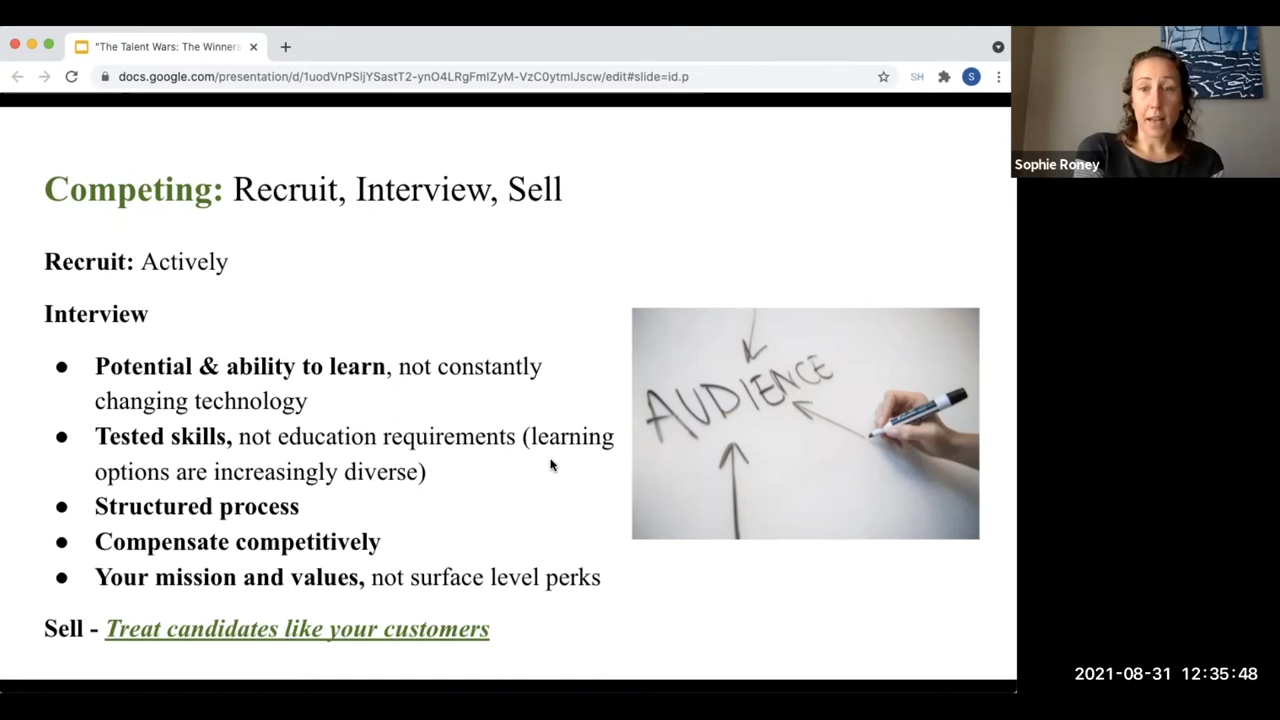 "The Talent Wars: The Winners
docs.google.com/presentation/d/1uodVnPSljYSastT2-ynO4LRgFmlZyM-VzC0ytmlJscw/edit#slide=id.p
SH
S
Sophie Roney
Competing: Recruit, Interview, Sell
Recruit: Actively
Interview
● Potential & ability to learn, not constantly
changing technology
● Tested skills, not education requirements (learning
options are increasingly diverse)
● Structured process
● Compensate competitively
● Your mission and values, not surface level perks
Sell - Treat candidates like your customers
AUDIENCE
2021-08-31 12:35:48